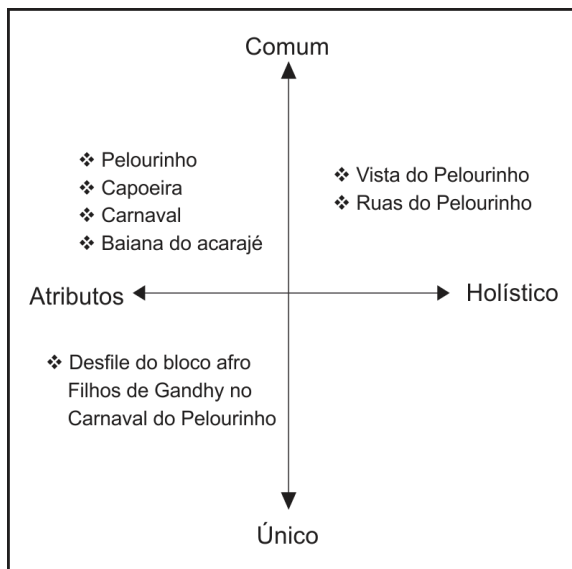 Comum
❖ Pelourinho
❖ Capoeira
❖ Carnaval
❖ Baiana do acarajé
❖ Vista do Pelourinho
❖ Ruas do Pelourinho
Atributos
Holístico
❖ Desfile do bloco afro
Filhos de Gandhy no
Carnaval do Pelourinho
Único